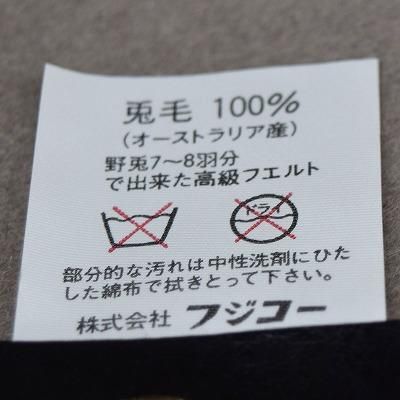 兎毛 100%
(オーストラリア産)
野兎7～8羽分
で出来た高級フエルト
ドライ
部分的な汚れは中性洗剤にひた
した綿布で拭きとって下さい。
株式会社 フジコー